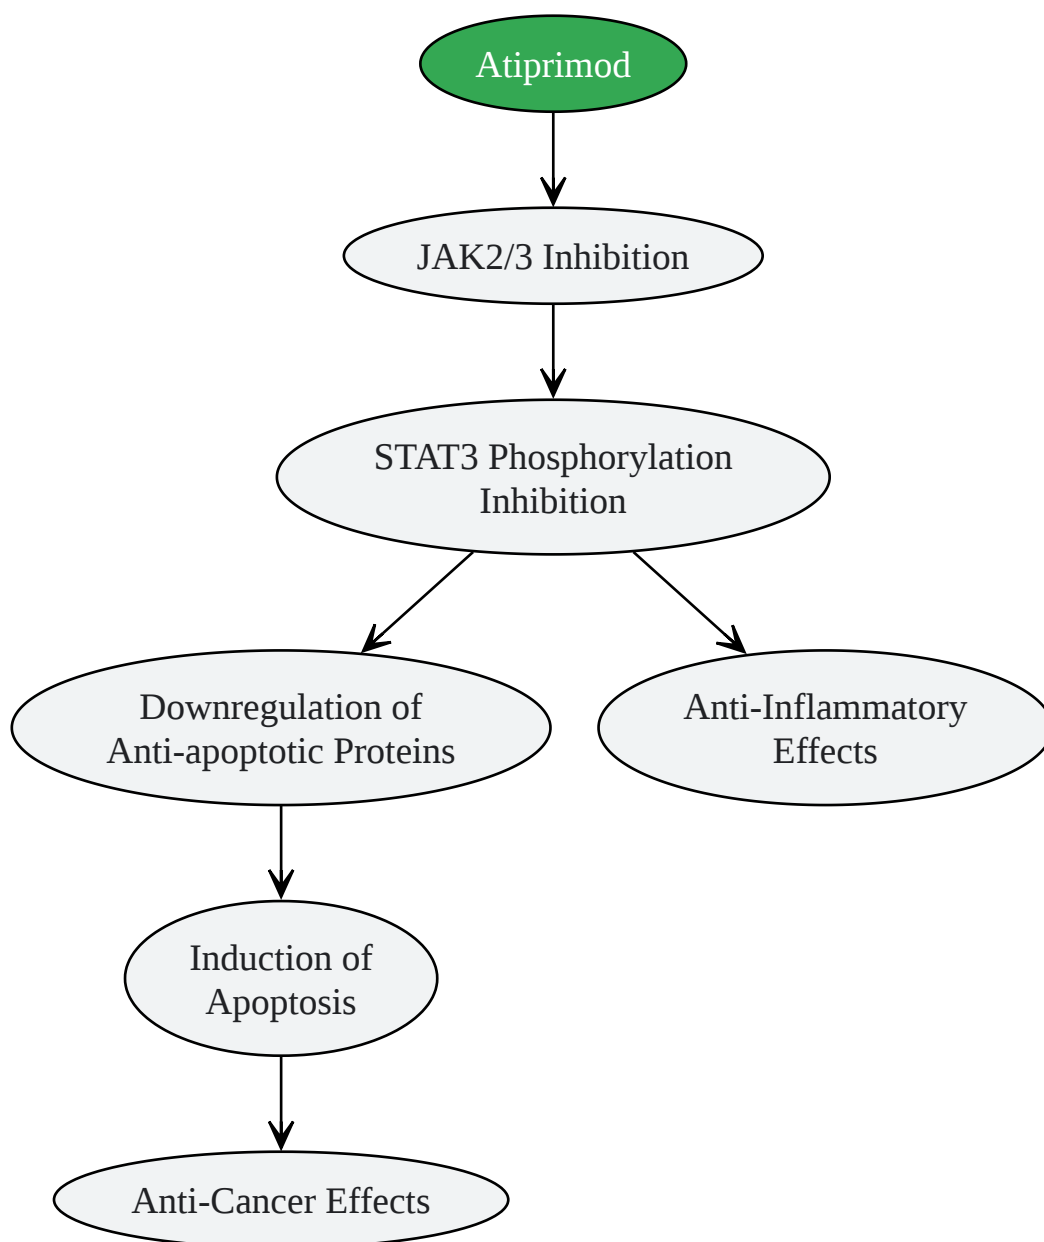 Atiprimod
JAK2/3 Inhibition
STAT3 Phosphorylation
Inhibition
Downregulation of
Anti-apoptotic Proteins
Anti-Inflammatory
Effects
Induction of
Apoptosis
Anti-Cancer Effects